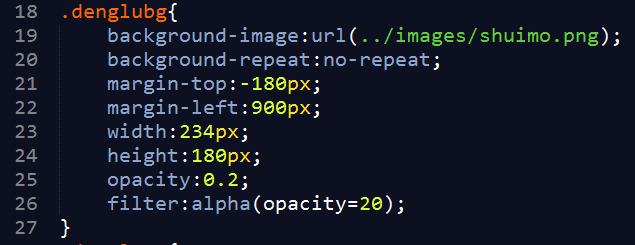 18 .denglubg{
19 background-image:url(../images/shuimo.png);
20 background-repeat:no-repeat;
21 margin-top:-180px;
22 margin-left:900px;
23 width:234px;
24 height:180px;
25 opacity:0.2;
26 filter:alpha(opacity=20);
27 }